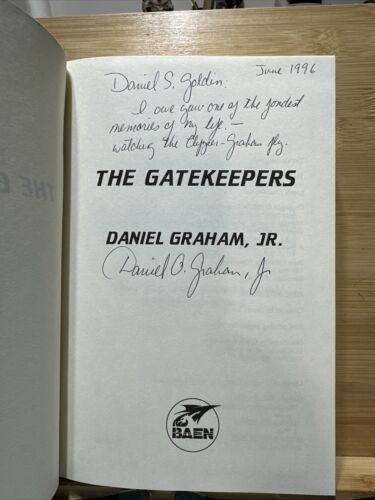 June 1996
Daniel S. Goldin:
I owe you one of the fondest
memories of my life. —
watching the Clipper-Graham fly.
THE GATEKEEPERS
DANIEL GRAHAM, JR.
Daniel O. Graham, Jr
BAEN